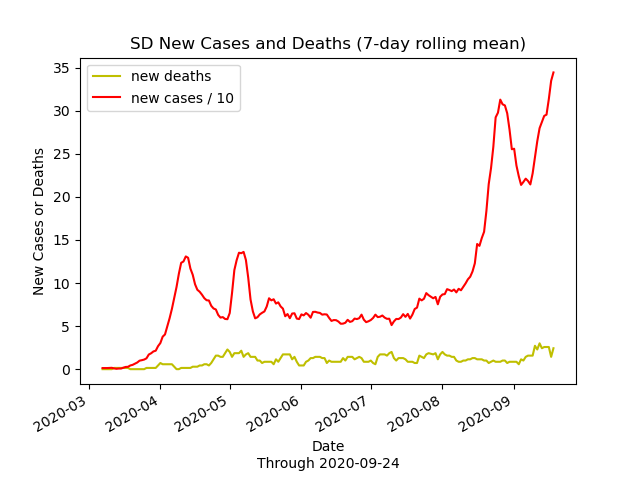 SD New Cases and Deaths (7-day rolling mean)
new deaths
new cases / 10
35
30
25
20
15
10
5
0
New Cases or Deaths
2020-03
2020-04
2020-05
2020-06
2020-07
2020-08
2020-09
Date
Through 2020-09-24